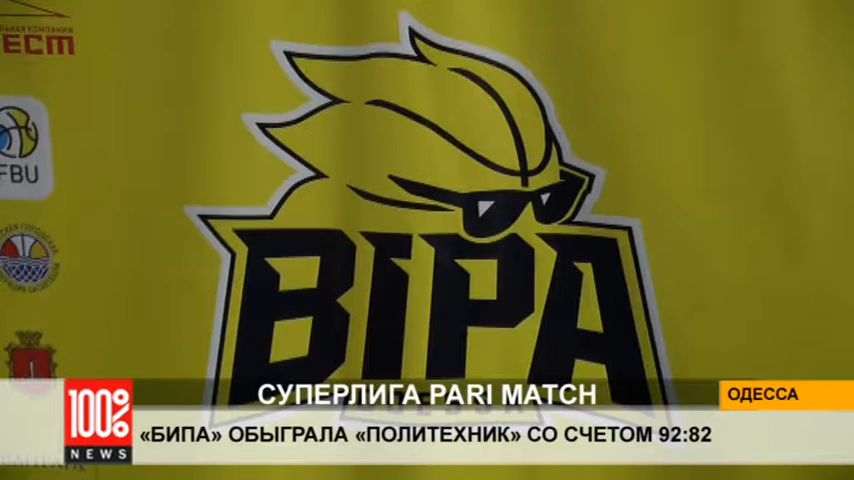 ЕСТ
FBU
BIPA
СУПЕРЛИГА PARI MATCH
ОДЕССА
100%
NEWS
«БИПА» ОБЫГРАЛА «ПОЛИТЕХНИК» СО СЧЕТОМ 92:82